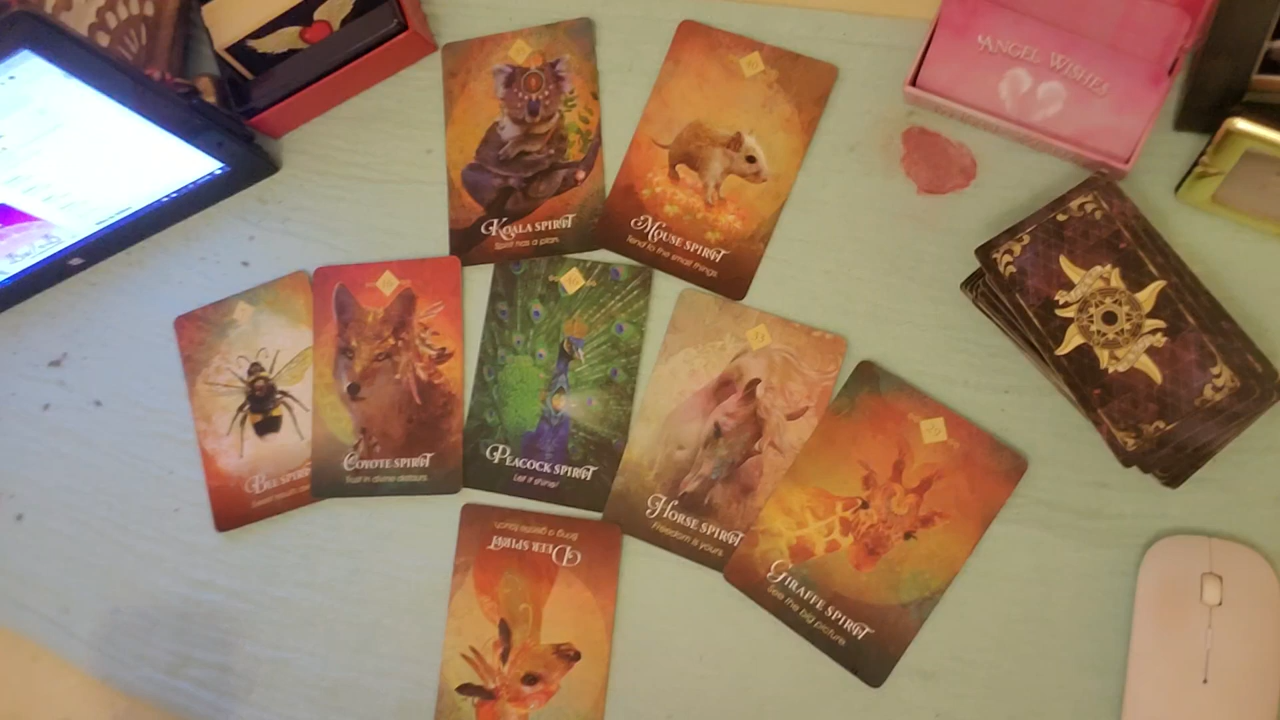 ANGEL WISHES
KOALA SPIRIT
Spirit has a plan.
MOUSE SPIRIT
Tend to the small things.
BEE SPIRIT
COYOTE SPIRIT
Trust in divine detours.
PEACOCK SPIRIT
Let it shine!
HORSE SPIRIT
Freedom is yours.
GIRAFFE SPIRIT
See the big picture.
DEER SPIRIT
Bring a gentle touch.